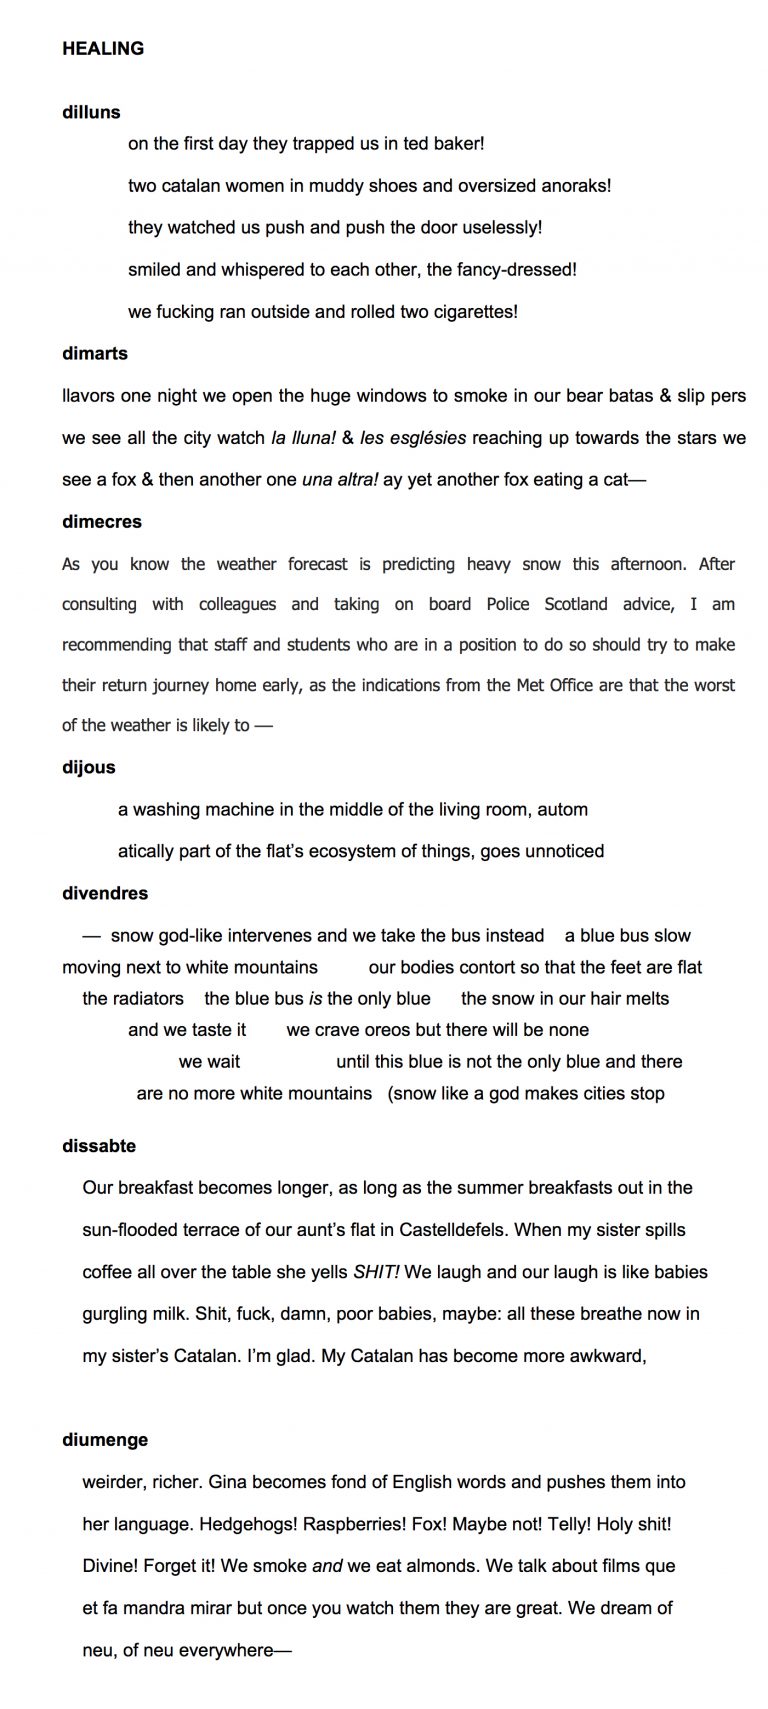 HEALING
dilluns
on the first day they trapped us in ted baker!
two catalan women in muddy shoes and oversized anoraks!
they watched us push and push the door uselessly!
smiled and whispered to each other, the fancy-dressed!
we fucking ran outside and rolled two cigarettes!
dimarts
llavors one night we open the huge windows to smoke in our bear batas & slip pers
we see all the city watch la lluna! & les esglésies reaching up towards the stars we
see a fox & then another one una altra! ay yet another fox eating a cat—
dimecres
As you know the weather forecast is predicting heavy snow this afternoon. After
consulting with colleagues and taking on board Police Scotland advice, I am
recommending that staff and students who are in a position to do so should try to make
their return journey home early, as the indications from the Met Office are that the worst
of the weather is likely to —
dijous
a washing machine in the middle of the living room, autom
atically part of the flat’s ecosystem of things, goes unnoticed
divendres
— snow god-like intervenes and we take the bus instead a blue bus slow
moving next to white mountains our bodies contort so that the feet are flat
the radiators the blue bus is the only blue the snow in our hair melts
and we taste it we crave oreos but there will be none
we wait until this blue is not the only blue and there
are no more white mountains (snow like a god makes cities stop
dissabte
Our breakfast becomes longer, as long as the summer breakfasts out in the
sun-flooded terrace of our aunt’s flat in Castelldefels. When my sister spills
coffee all over the table she yells SHIT! We laugh and our laugh is like babies
gurgling milk. Shit, fuck, damn, poor babies, maybe: all these breathe now in
my sister’s Catalan. I’m glad. My Catalan has become more awkward,
diumenge
weirder, richer. Gina becomes fond of English words and pushes them into
her language. Hedgehogs! Raspberries! Fox! Maybe not! Telly! Holy shit!
Divine! Forget it! We smoke and we eat almonds. We talk about films que
et fa mandra mirar but once you watch them they are great. We dream of
neu, of neu everywhere—